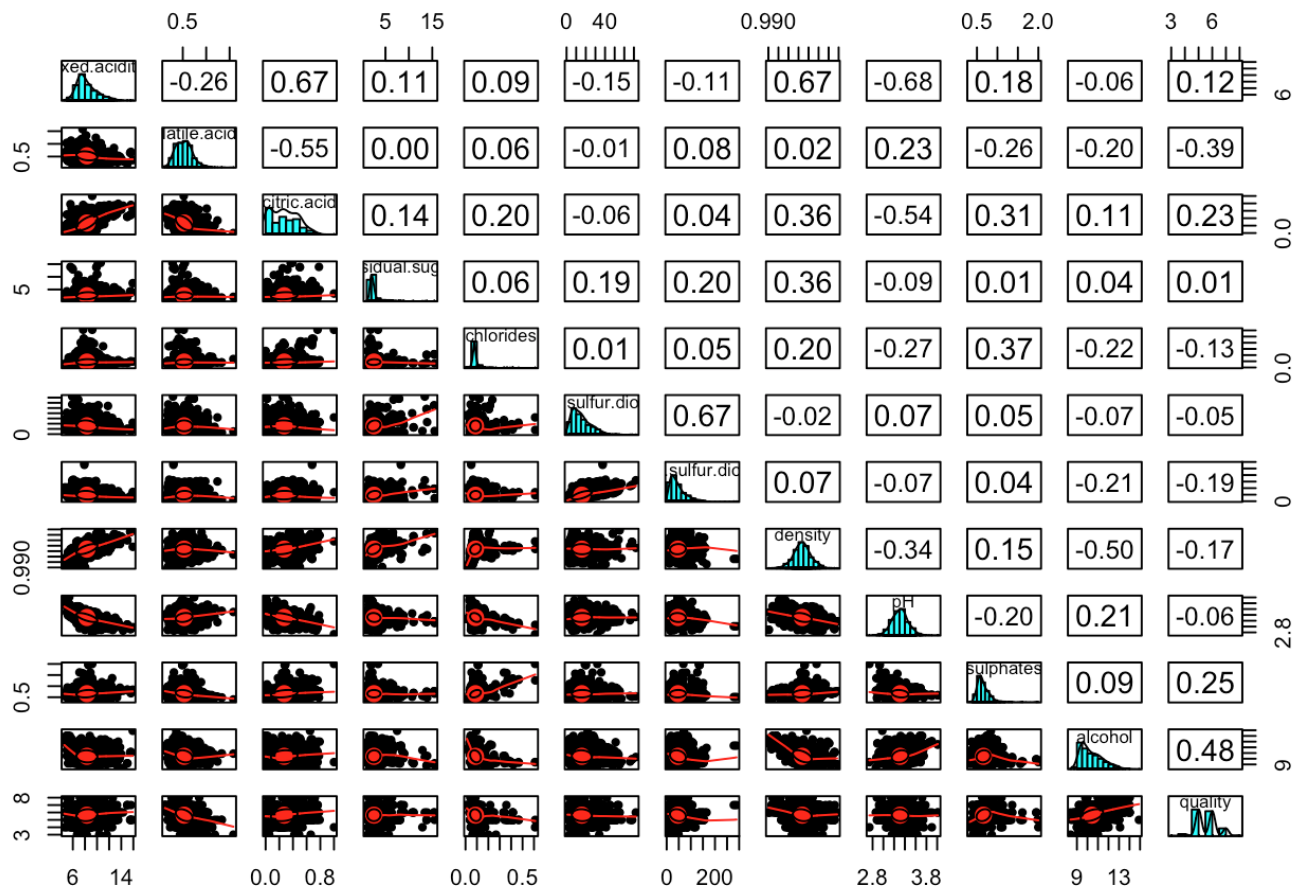 0.5 5 15 0 40 0.990 0.5 2.0 3 6
xed.acidit -0.26 0.67 0.11 0.09 -0.15 -0.11 0.67 -0.68 0.18 -0.06 0.12 6
0.5 latile.acid -0.55 0.00 0.06 -0.01 0.08 0.02 0.23 -0.26 -0.20 -0.39
citric.acid 0.14 0.20 -0.06 0.04 0.36 -0.54 0.31 0.11 0.23 0.0
5 sidual.sug 0.06 0.19 0.20 0.36 -0.09 0.01 0.04 0.01
chlorides 0.01 0.05 0.20 -0.27 0.37 -0.22 -0.13 0.0
0 sulfur.dio 0.67 -0.02 0.07 0.05 -0.07 -0.05
sulfur.dio 0.07 -0.07 0.04 -0.21 -0.19 0
0.990 density -0.34 0.15 -0.50 -0.17
pH -0.20 0.21 -0.06 2.8
0.5 sulphates 0.09 0.25
alcohol 0.48 9
3 8 quality
6 14 0.0 0.8 0.0 0.5 0 200 2.8 3.8 9 13